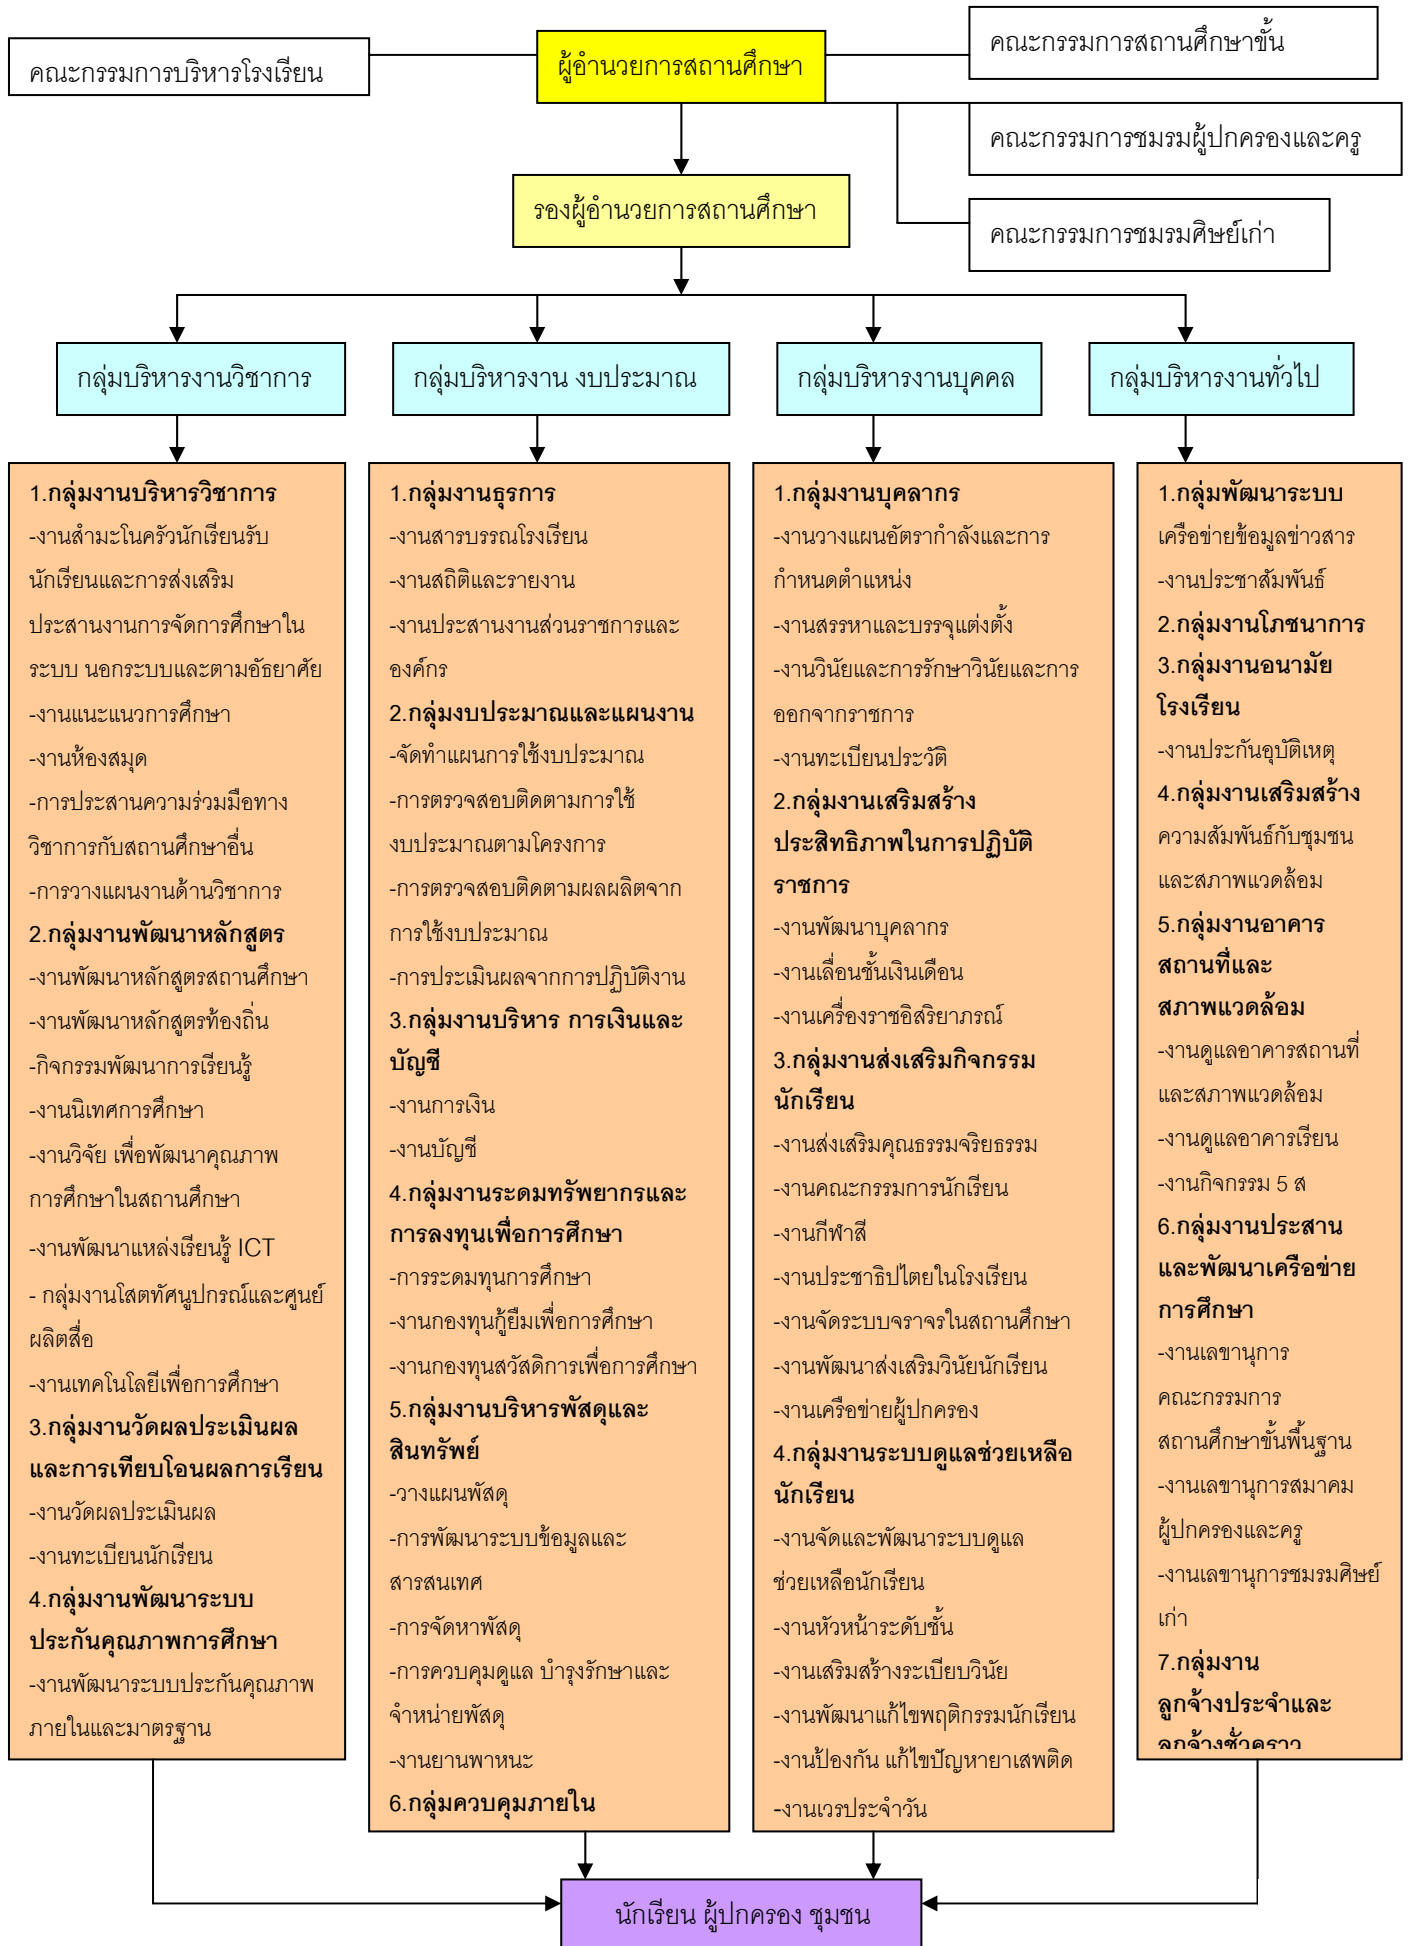 คณะกรรมการบริหารโรงเรียน
ผู้อำนวยการสถานศึกษา
คณะกรรมการสถานศึกษาขั้น
คณะกรรมการชมรมผู้ปกครองและครู
รองผู้อำนวยการสถานศึกษา
คณะกรรมการชมรมศิษย์เก่า
กลุ่มบริหารงานวิชาการ
กลุ่มบริหารงาน งบประมาณ
กลุ่มบริหารงานบุคคล
กลุ่มบริหารงานทั่วไป
1.กลุ่มงานบริหารวิชาการ
-งานสำมะโนครัวนักเรียนรับ
นักเรียนและการส่งเสริม
ประสานงานการจัดการศึกษาใน
ระบบ นอกระบบและตามอัธยาศัย
-งานแนะแนวการศึกษา
-งานห้องสมุด
-การประสานความร่วมมือทาง
วิชาการกับสถานศึกษาอื่น
-การวางแผนงานด้านวิชาการ
2.กลุ่มงานพัฒนาหลักสูตร
-งานพัฒนาหลักสูตรสถานศึกษา
-งานพัฒนาหลักสูตรท้องถิ่น
-กิจกรรมพัฒนาการเรียนรู้
-งานนิเทศการศึกษา
-งานวิจัย เพื่อพัฒนาคุณภาพ
การศึกษาในสถานศึกษา
-งานพัฒนาแหล่งเรียนรู้ ICT
- กลุ่มงานโสตทัศนูปกรณ์และศูนย์
ผลิตสื่อ
-งานเทคโนโลยีเพื่อการศึกษา
3.กลุ่มงานวัดผลประเมินผล
และการเทียบโอนผลการเรียน
-งานวัดผลประเมินผล
-งานทะเบียนนักเรียน
4.กลุ่มงานพัฒนาระบบ
ประกันคุณภาพการศึกษา
-งานพัฒนาระบบประกันคุณภาพ
ภายในและมาตรฐาน
1.กลุ่มงานธุรการ
-งานสารบรรณโรงเรียน
-งานสถิติและรายงาน
-งานประสานงานส่วนราชการและ
องค์กร
2.กลุ่มงบประมาณและแผนงาน
-จัดทำแผนการใช้งบประมาณ
-การตรวจสอบติดตามการใช้
งบประมาณตามโครงการ
-การตรวจสอบติดตามผลผลิตจาก
การใช้งบประมาณ
-การประเมินผลจากการปฏิบัติงาน
3.กลุ่มงานบริหาร การเงินและ
บัญชี
-งานการเงิน
-งานบัญชี
4.กลุ่มงานระดมทรัพยากรและ
การลงทุนเพื่อการศึกษา
-การระดมทุนการศึกษา
-งานกองทุนกู้ยืมเพื่อการศึกษา
-งานกองทุนสวัสดิการเพื่อการศึกษา
5.กลุ่มงานบริหารพัสดุและ
สินทรัพย์
-วางแผนพัสดุ
-การพัฒนาระบบข้อมูลและ
สารสนเทศ
-การจัดหาพัสดุ
-การควบคุมดูแล บำรุงรักษาและ
จำหน่ายพัสดุ
-งานยานพาหนะ
6.กลุ่มควบคุมภายใน
1.กลุ่มงานบุคลากร
-งานวางแผนอัตรากำลังและการ
กำหนดตำแหน่ง
-งานสรรหาและบรรจุแต่งตั้ง
-งานวินัยและการรักษาวินัยและการ
ออกจากราชการ
-งานทะเบียนประวัติ
2.กลุ่มงานเสริมสร้าง
ประสิทธิภาพในการปฏิบัติ
ราชการ
-งานพัฒนาบุคลากร
-งานเลื่อนชั้นเงินเดือน
-งานเครื่องราชอิสริยาภรณ์
3.กลุ่มงานส่งเสริมกิจกรรม
นักเรียน
-งานส่งเสริมคุณธรรมจริยธรรม
-งานคณะกรรมการนักเรียน
-งานกีฬาสี
-งานประชาธิปไตยในโรงเรียน
-งานจัดระบบจราจรในสถานศึกษา
-งานพัฒนาส่งเสริมวินัยนักเรียน
-งานเครือข่ายผู้ปกครอง
4.กลุ่มงานระบบดูแลช่วยเหลือ
นักเรียน
-งานจัดและพัฒนาระบบดูแล
ช่วยเหลือนักเรียน
-งานหัวหน้าระดับชั้น
-งานเสริมสร้างระเบียบวินัย
-งานพัฒนาแก้ไขพฤติกรรมนักเรียน
-งานป้องกัน แก้ไขปัญหายาเสพติด
-งานเวรประจำวัน
1.กลุ่มพัฒนาระบบ
เครือข่ายข้อมูลข่าวสาร
-งานประชาสัมพันธ์
2.กลุ่มงานโภชนาการ
3.กลุ่มงานอนามัย
โรงเรียน
-งานประกันอุบัติเหตุ
4.กลุ่มงานเสริมสร้าง
ความสัมพันธ์กับชุมชน
และสภาพแวดล้อม
5.กลุ่มงานอาคาร
สถานที่และ
สภาพแวดล้อม
-งานดูแลอาคารสถานที่
และสภาพแวดล้อม
-งานดูแลอาคารเรียน
-งานกิจกรรม 5 ส
6.กลุ่มงานประสาน
และพัฒนาเครือข่าย
การศึกษา
-งานเลขานุการ
คณะกรรมการ
สถานศึกษาขั้นพื้นฐาน
-งานเลขานุการสมาคม
ผู้ปกครองและครู
-งานเลขานุการชมรมศิษย์
เก่า
7.กลุ่มงาน
ลูกจ้างประจำและ
ลูกจ้างชั่วคราว
นักเรียน ผู้ปกครอง ชุมชน